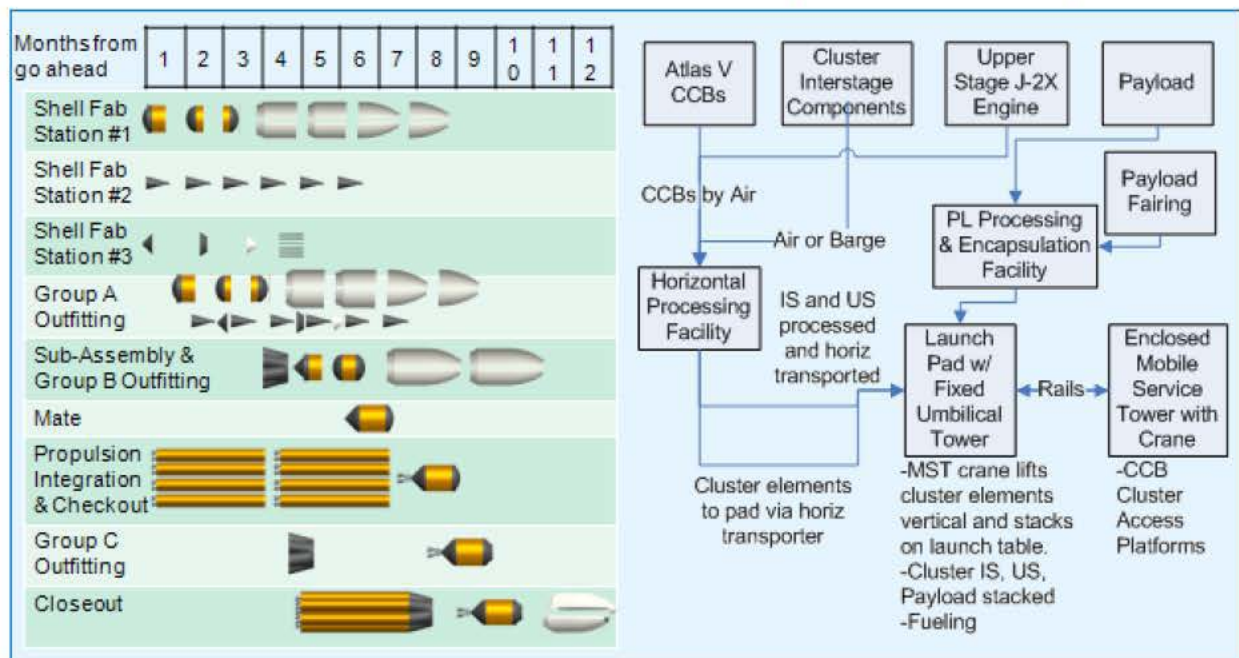 Months from
go ahead
1 2 3 4 5 6 7 8 9 1 0 1 1 1 2
Shell Fab
Station #1
Shell Fab
Station #2
Shell Fab
Station #3
Group A
Outfitting
Sub-Assembly &
Group B Outfitting
Mate
Propulsion
Integration
& Checkout
Group C
Outfitting
Closeout
Atlas V
CCBs
Cluster
Interstage
Components
Upper
Stage J-2X
Engine
Payload
CCBs by Air
Air or Barge
Payload
Fairing
PL Processing
& Encapsulation
Facility
Horizontal
Processing
Facility
IS and US
processed
and horiz
transported
Launch
Pad w/
Fixed
Umbilical
Tower
Rails
Enclosed
Mobile
Service
Tower with
Crane
Cluster elements
to pad via horiz
transporter
-MST crane lifts
cluster elements
vertical and stacks
on launch table.
-Cluster IS, US,
Payload stacked
-Fueling
-CCB
Cluster
Access
Platforms